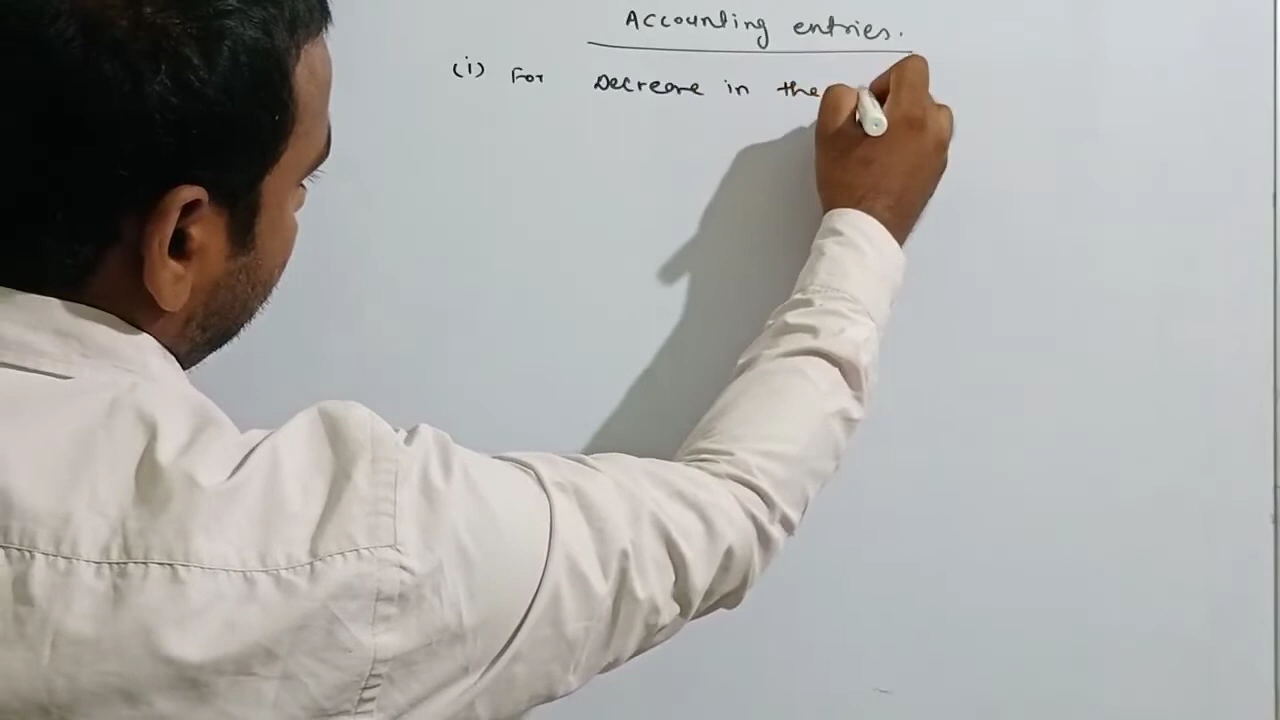 Accounting entries.
(i) For Decrease in the